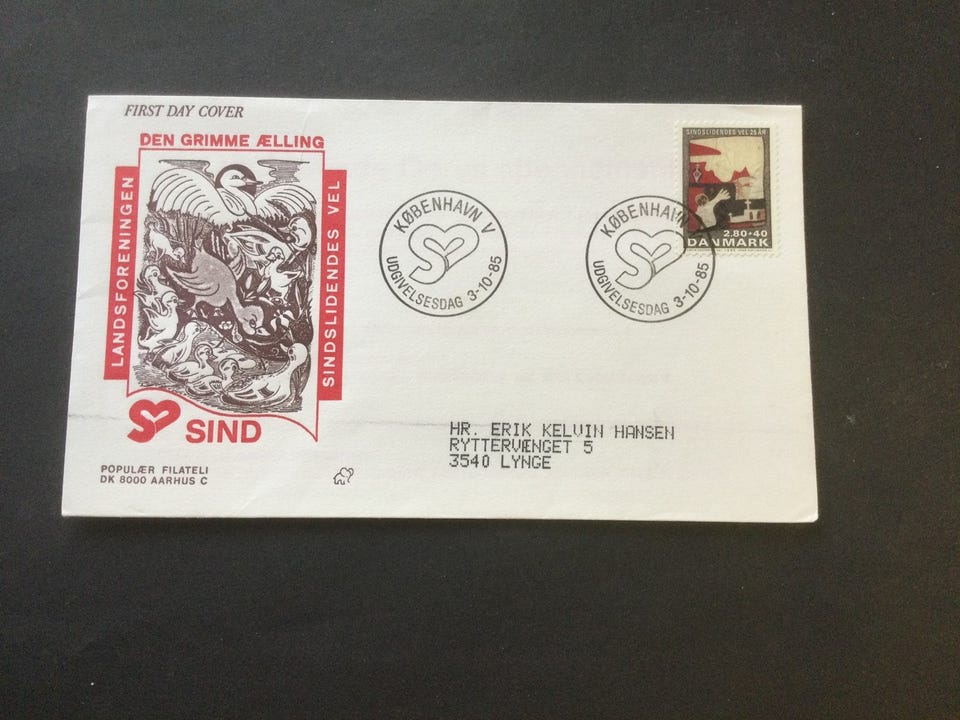 FIRST DAY COVER
DEN GRIMME ÆLLING
LANDSFORENINGEN
SINDSLIDENDES VEL
SIND
POPULÆR FILATELI
DK 8000 AARHUS C
KØBENHAVN V
UDGIVELSESDAG 3-10-85
KØBENHAVN V
UDGIVELSESDAG 3-10-85
SINDSLIDENDES VEL 25 ÅR
2.80+40
DANMARK
HR. ERIK KELVIN HANSEN
RYTTERVÆNGET 5
3540 LYNGE